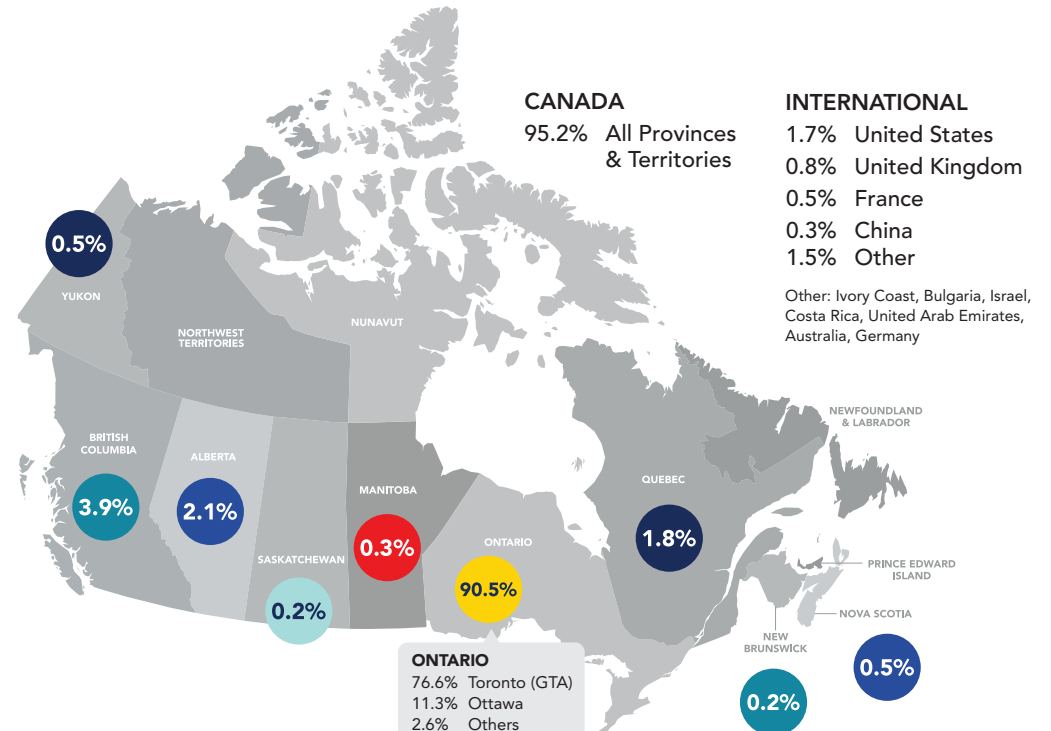 CANADA
95.2% All Provinces
& Territories
INTERNATIONAL
1.7% United States
0.8% United Kingdom
0.5% France
0.3% China
1.5% Other
Other: Ivory Coast, Bulgaria, Israel,
Costa Rica, United Arab Emirates,
Australia, Germany
0.5%
YUKON
NORTHWEST
TERRITORIES
NUNAVUT
BRITISH
COLUMBIA
3.9%
ALBERTA
2.1%
SASKATCHEWAN
0.2%
MANITOBA
0.3%
ONTARIO
90.5%
ONTARIO
76.6% Toronto (GTA)
11.3% Ottawa
2.6% Others
QUEBEC
1.8%
NEWFOUNDLAND
& LABRADOR
PRINCE EDWARD
ISLAND
NOVA SCOTIA
0.5%
NEW
BRUNSWICK
0.2%